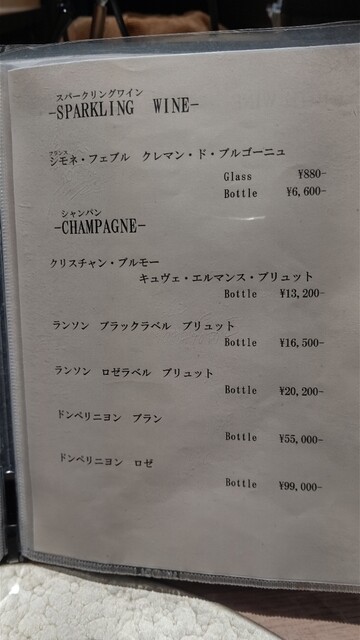 スパークリングワイン
-SPARKLING WINE-
フランス
シモネ・フェブル クレマン・ド・ブルゴーニュ
Glass ¥880-
Bottle ¥6,600-
シャンパン
-CHAMPAGNE-
クリスチャン・ブルモー
キュヴェ・エルマンス・ブリュット
Bottle ¥13,200-
ランソン ブラックラベル ブリュット
Bottle ¥16,500-
ランソン ロゼラベル ブリュット
Bottle ¥20,200-
ドンペリニヨン ブラン
Bottle ¥55,000-
ドンペリニヨン ロゼ
Bottle ¥99,000-